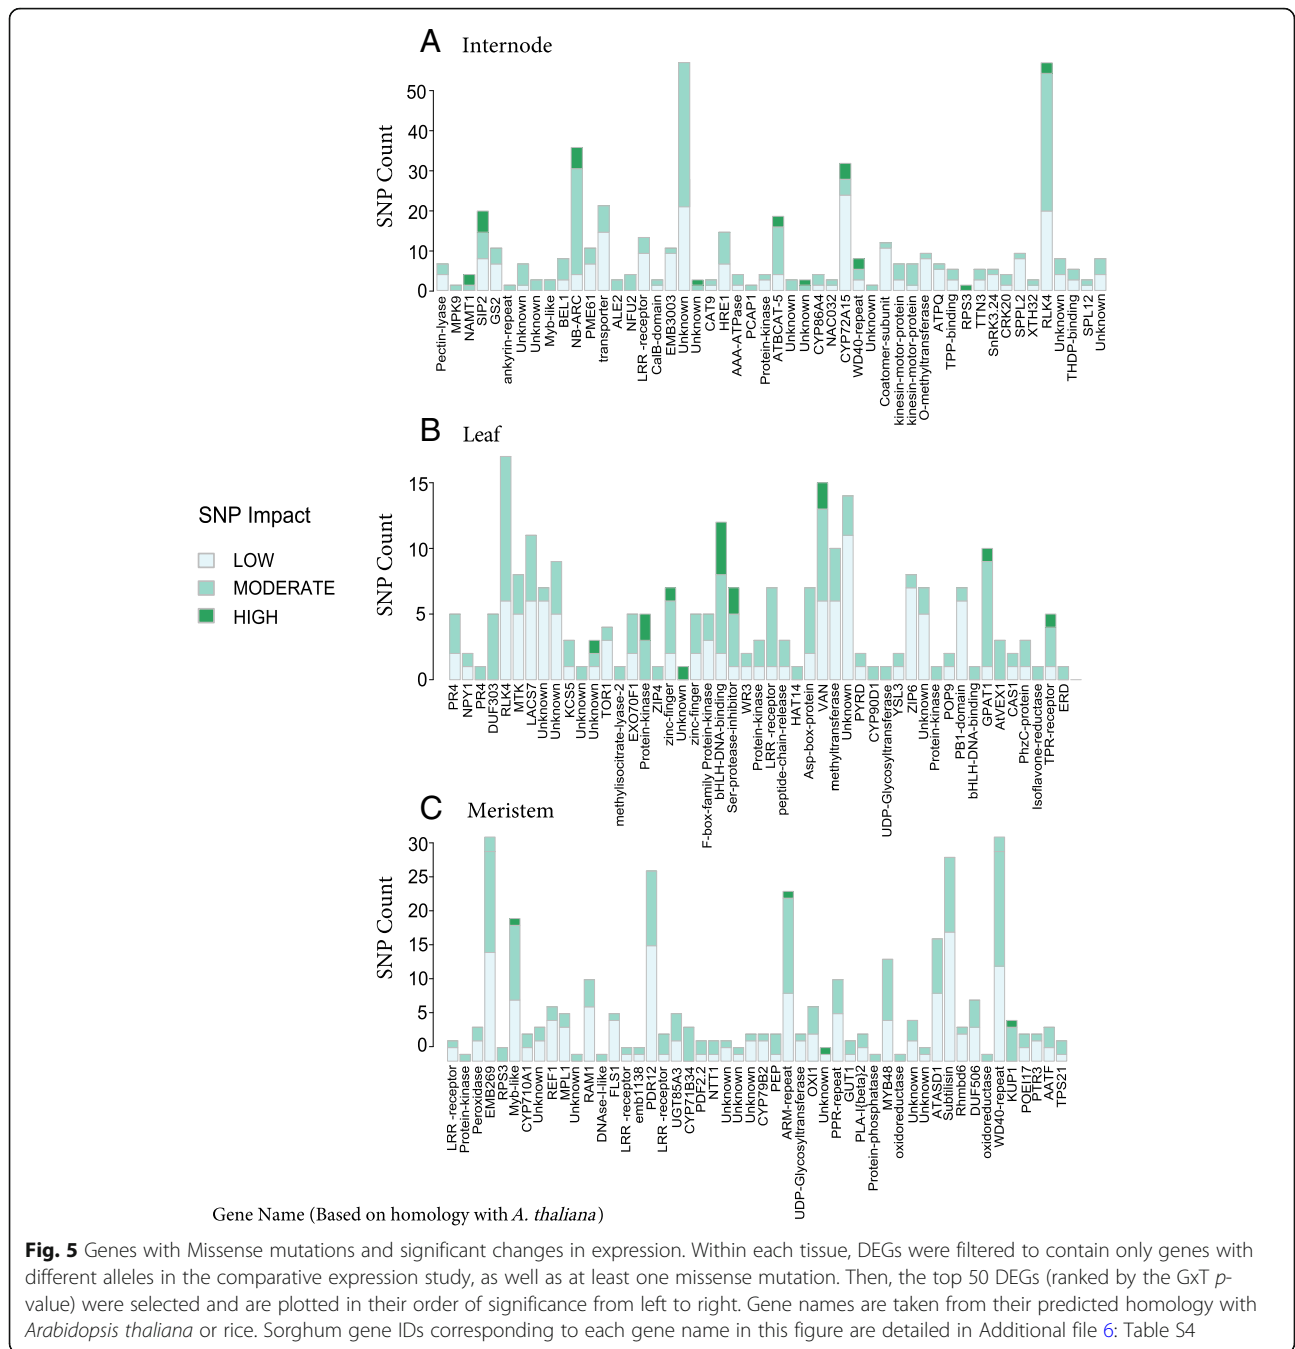 A Internode
SNP Count
50
40
30
20
10
0
Pectin-lyase
MPK9
NAMT1
SIP2
GS2
ankyrin-repeat
Unknown
Unknown
Myb-like
BEL1
NB-ARC
PME61
transporter
ALE2
NFU2
LRR -receptor
CalB-domain
EMB3003
Unknown
Unknown
CAT9
HRE1
AAA-ATPase
PCAP1
Protein-kinase
ATBCAT-5
Unknown
Unknown
CYP86A4
NAC032
CYP72A15
WD40-repeat
Unknown
Coatomer-subunit
kinesin-motor-protein
kinesin-motor-protein
O-methyltransferase
ATPQ
TPP-binding
RPS3
TTN3
SnRK3.24
CRK20
SPPL2
XTH32
RLK4
Unknown
THDP-binding
SPL12
Unknown
B Leaf
SNP Impact
LOW
MODERATE
HIGH
SNP Count
15
10
5
0
PR4
NPY1
PR4
DUF303
RLK4
MTK
LACS7
Unknown
Unknown
KCS5
Unknown
Unknown
TOR1
methylisocitrate-lyase-2
EXO70F1
Protein-kinase
ZIP4
zinc-finger
Unknown
zinc-finger
F-box-family Protein-kinase
bHLH-DNA-binding
Ser-protease-inhibitor
WR3
Protein-kinase
LRR -receptor
peptide-chain-release
HAT14
Asp-box-protein
VAN
methyltransferase
Unknown
PYRD
CYP90D1
UDP-Glycosyltransferase
YSL3
ZIP6
Unknown
Protein-kinase
POP9
PB1-domain
bHLH-DNA-binding
GPAT1
AtVEX1
CAS1
PhzC-protein
Isoflavone-reductase
TPR-receptor
ERD
C Meristem
SNP Count
30
25
20
15
10
5
0
LRR -receptor
Protein-kinase
Peroxidase
EMB269
RPS3
Myb-like
CYP710A1
Unknown
REF1
MPL1
Unknown
RAM1
DNAse-I-like
FLS1
LRR -receptor
emb1138
PDR12
LRR -receptor
UGT85A3
CYP71B34
PDF2.2
NTT1
Unknown
Unknown
Unknown
CYP79B2
PEP
ARM-repeat
UDP-Glycosyltransferase
OXI1
Unknown
PPR-repeat
GUT1
PLA-I{beta}2
Protein-phosphatase
MYB48
oxidoreductase
Unknown
Unknown
ATASD1
Subtilisin
Rhmbd6
DUF506
oxidoreductase
WD40-repeat
KUP1
POEI17
PTR3
AATF
TPS21
Gene Name (Based on homology with A. thaliana)
Fig. 5 Genes with Missense mutations and significant changes in expression. Within each tissue, DEGs were filtered to contain only genes with
different alleles in the comparative expression study, as well as at least one missense mutation. Then, the top 50 DEGs (ranked by the GxT p-
value) were selected and are plotted in their order of significance from left to right. Gene names are taken from their predicted homology with
Arabidopsis thaliana or rice. Sorghum gene IDs corresponding to each gene name in this figure are detailed in Additional file 6: Table S4